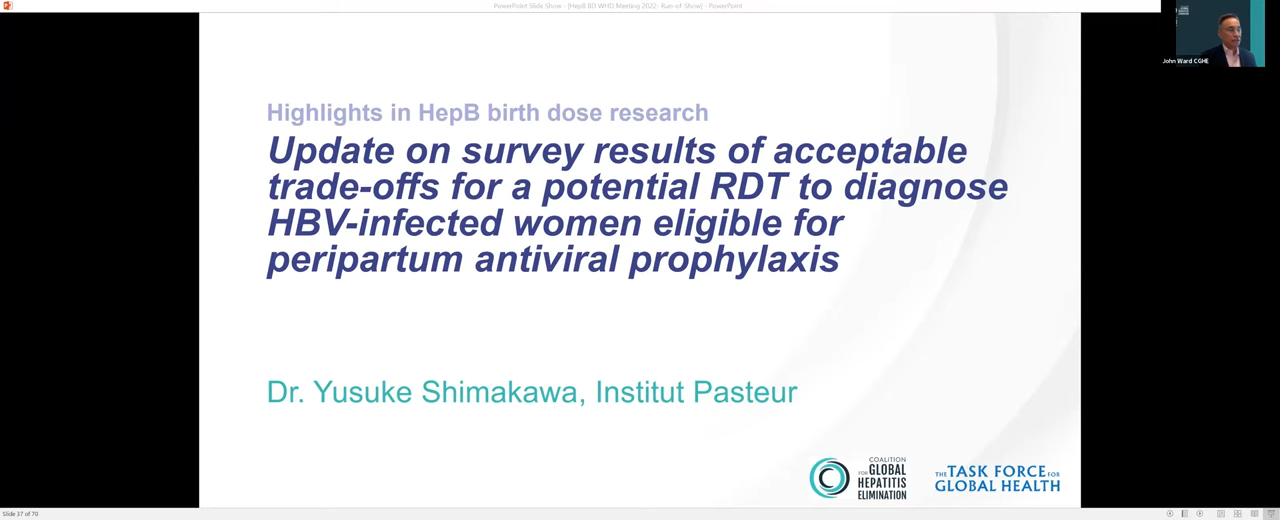 PowerPoint Slide Show - [HepB BD WHD Meeting 2022- Run-of-Show] - PowerPoint
John Ward CGHE
Highlights in HepB birth dose research
Update on survey results of acceptable
trade-offs for a potential RDT to diagnose
HBV-infected women eligible for
peripartum antiviral prophylaxis
Dr. Yusuke Shimakawa, Institut Pasteur
COALITION
FOR GLOBAL
HEPATITIS
ELIMINATION
THE TASK FORCE FOR
GLOBAL HEALTH
Slide 37 of 70